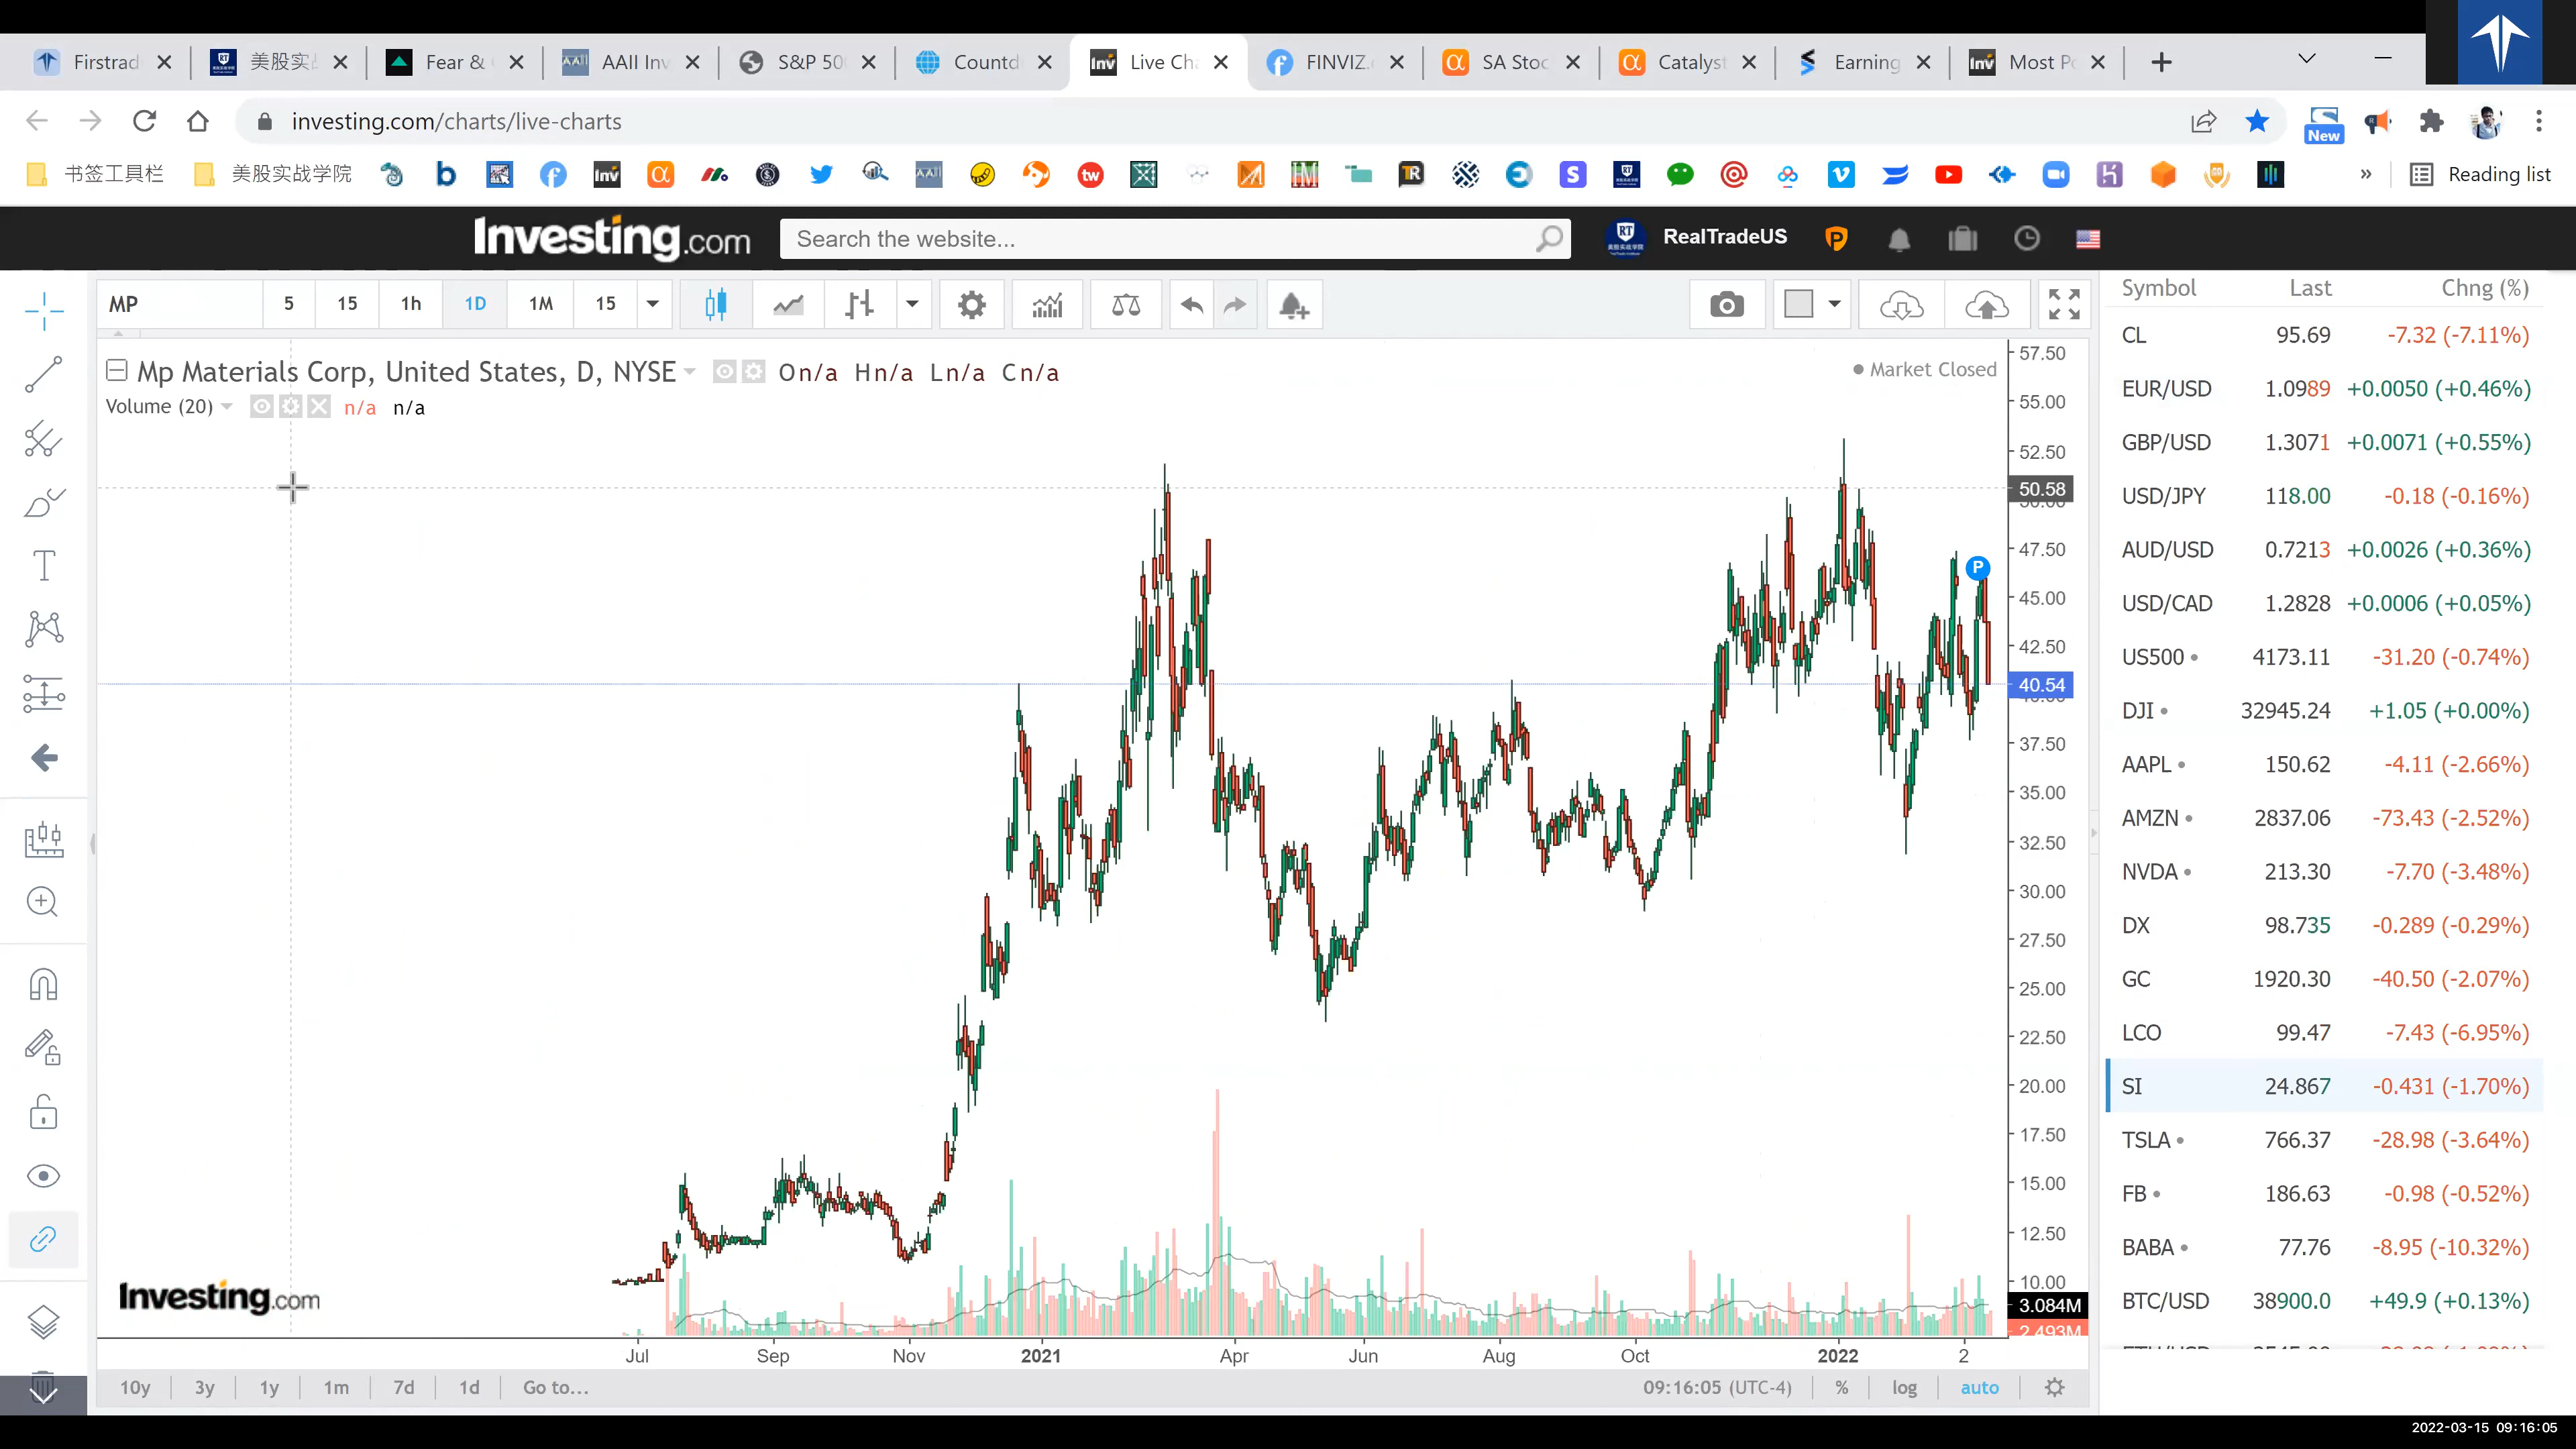 Firstrad
美股实
Fear &
AAII Inv
S&P 50
Countd
Live Cha
FINVIZ.c
SA Stoc
Catalyst
Earning
Most Po
investing.com/charts/live-charts
New
书签工具栏
美股实战学院
Reading list
Investing.com
Search the website...
RealTradeUS
MP
5
15
1h
1D
1M
15
Symbol Last Chng (%)
Mp Materials Corp, United States, D, NYSE
On/a Hn/a Ln/a Cn/a
Market Closed
Volume (20)
n/a n/a
57.50
55.00
52.50
50.58
47.50
45.00
42.50
40.54
37.50
35.00
32.50
30.00
27.50
25.00
22.50
20.00
17.50
15.00
12.50
10.00
3.084M
2.493M
CL 95.69 -7.32 (-7.11%)
EUR/USD 1.0989 +0.0050 (+0.46%)
GBP/USD 1.3071 +0.0071 (+0.55%)
USD/JPY 118.00 -0.18 (-0.16%)
AUD/USD 0.7213 +0.0026 (+0.36%)
USD/CAD 1.2828 +0.0006 (+0.05%)
US500 4173.11 -31.20 (-0.74%)
DJI 32945.24 +1.05 (+0.00%)
AAPL 150.62 -4.11 (-2.66%)
AMZN 2837.06 -73.43 (-2.52%)
NVDA 213.30 -7.70 (-3.48%)
DX 98.735 -0.289 (-0.29%)
GC 1920.30 -40.50 (-2.07%)
LCO 99.47 -7.43 (-6.95%)
SI 24.867 -0.431 (-1.70%)
TSLA 766.37 -28.98 (-3.64%)
FB 186.63 -0.98 (-0.52%)
BABA 77.76 -8.95 (-10.32%)
BTC/USD 38900.0 +49.9 (+0.13%)
P
Investing.com
Jul Sep Nov 2021 Apr Jun Aug Oct 2022 2
10y 3y 1y 1m 7d 1d Go to...
09:16:05 (UTC-4) % log auto
2022-03-15 09:16:05